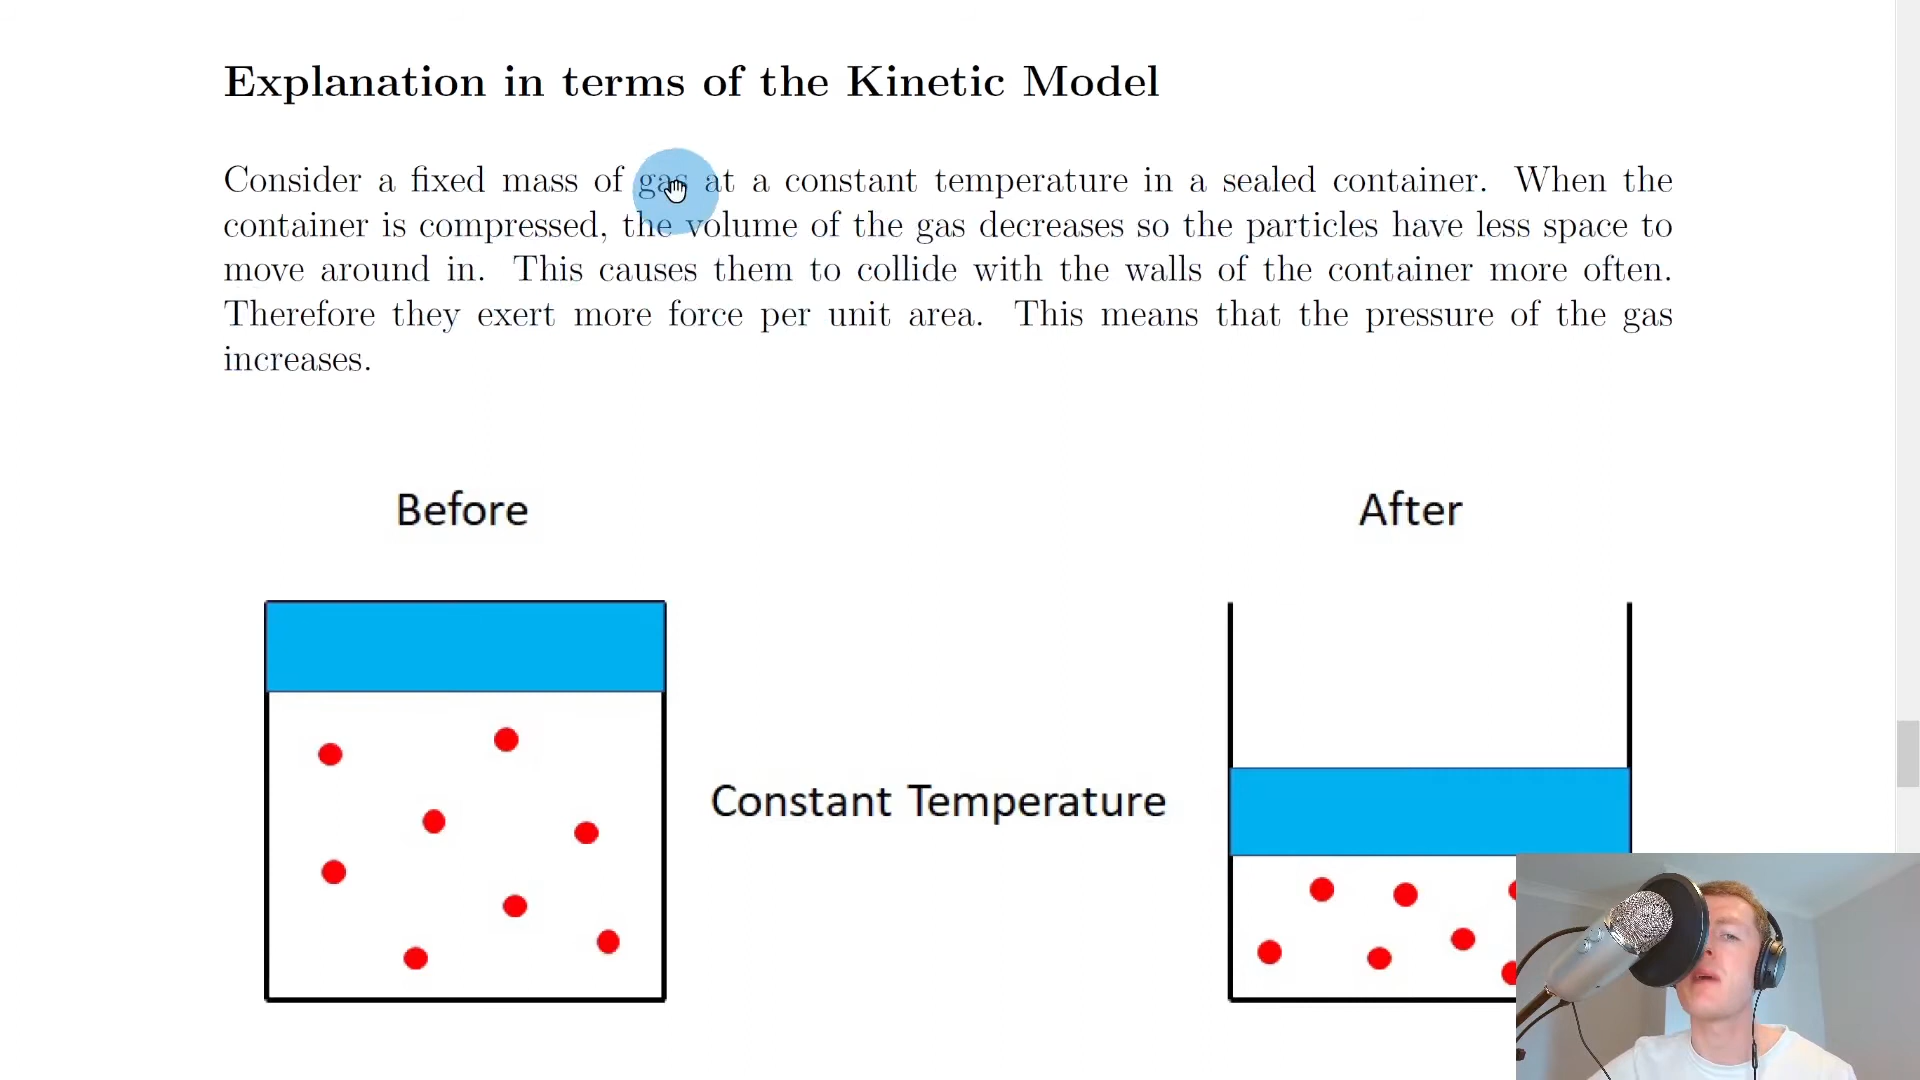 Explanation in terms of the Kinetic Model
Consider a fixed mass of gas at a constant temperature in a sealed container. When the
container is compressed, the volume of the gas decreases so the particles have less space to
move around in. This causes them to collide with the walls of the container more often.
Therefore they exert more force per unit area. This means that the pressure of the gas
increases.
Before
After
Constant Temperature